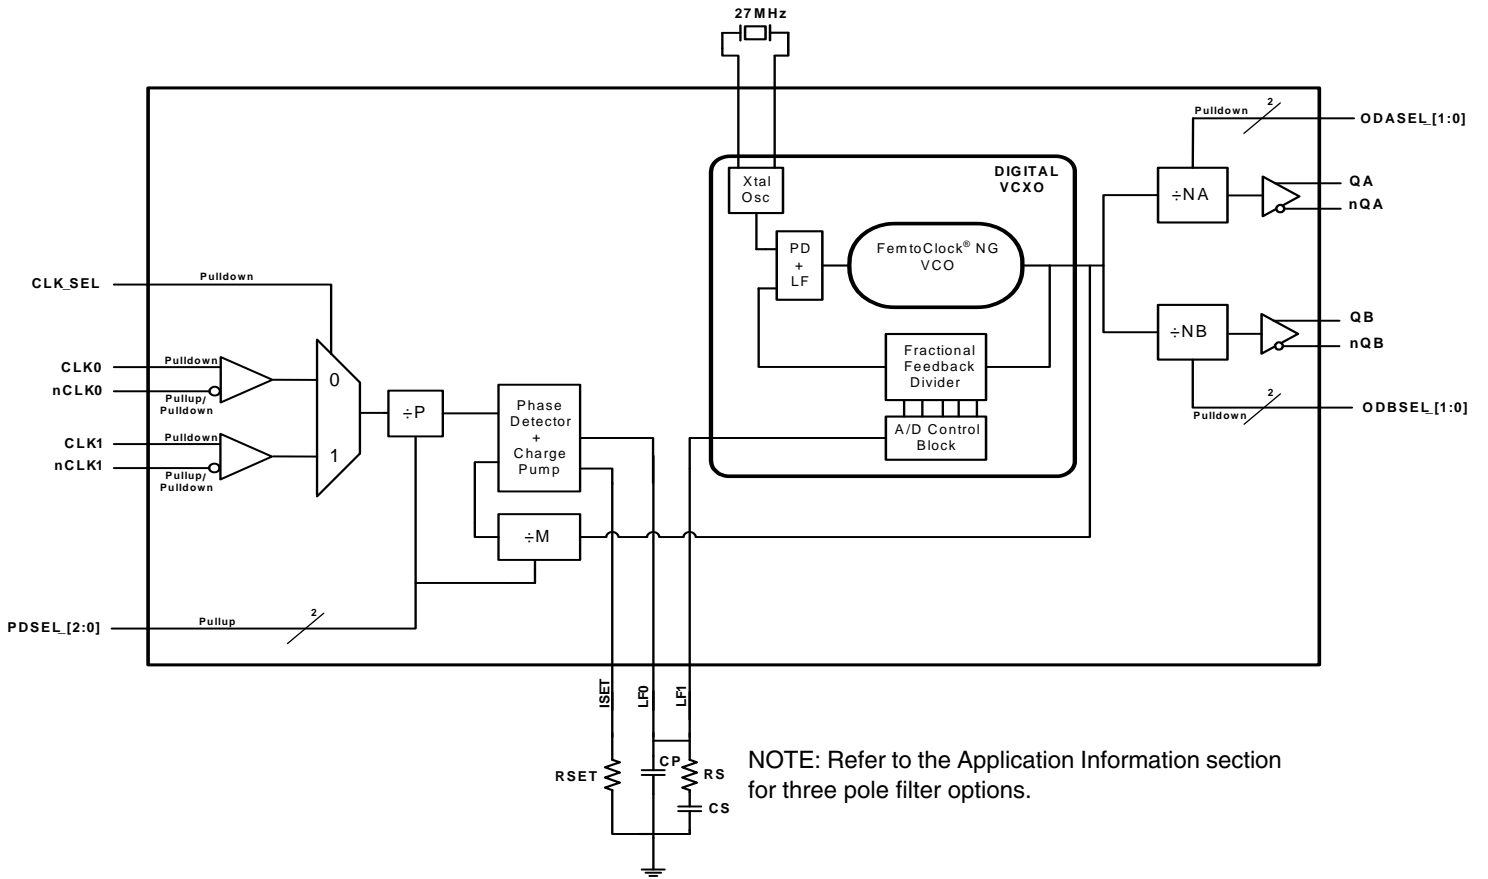 27MHz
Pulldown
2
ODASEL_[1:0]
DIGITAL
VCXO
Xtal
Osc
÷NA
QA
nQA
PD
+
LF
FemtoClock® NG
VCO
CLK_SEL
Pulldown
÷NB
QB
nQB
Fractional
Feedback
Divider
CLK0
Pulldown
nCLK0
Pullup/
Pulldown
0
÷P
Phase
Detector
+
Charge
Pump
A/D Control
Block
Pulldown
2
ODBSEL_[1:0]
CLK1
Pulldown
nCLK1
Pullup/
Pulldown
1
÷M
PDSEL_[2:0]
Pullup
2
ISET
LF0
LF1
RSET
CP
RS
CS
NOTE: Refer to the Application Information section
for three pole filter options.